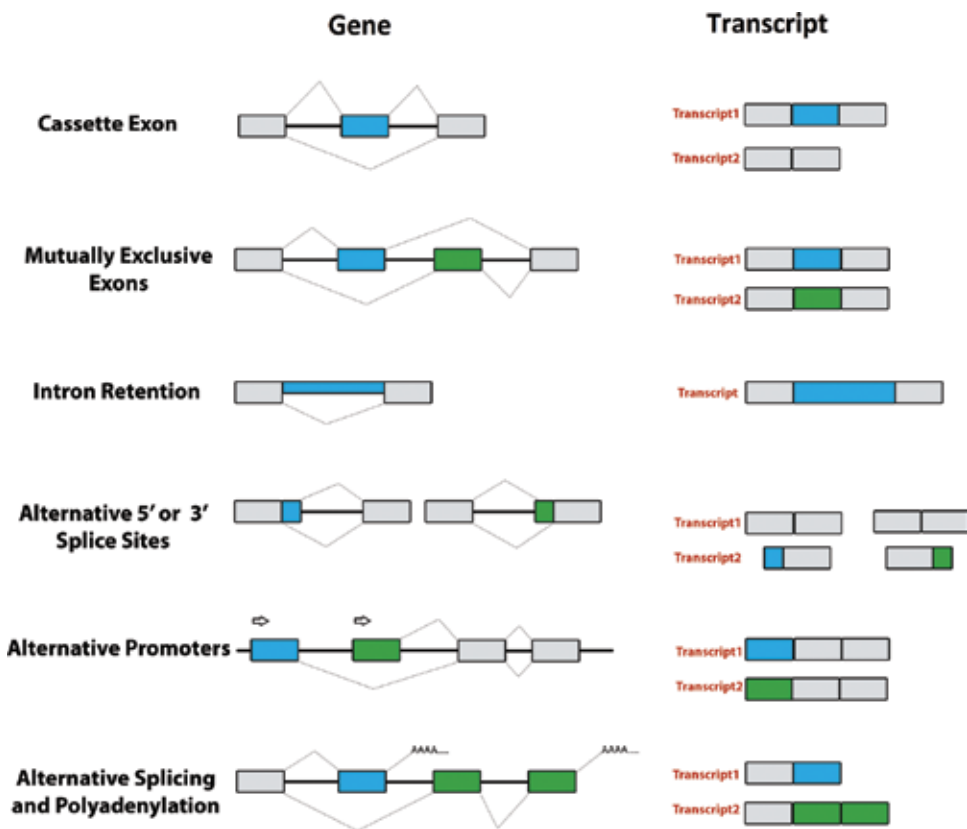 Gene
Transcript
Cassette Exon
Transcript1
Transcript2
Mutually Exclusive
Exons
Transcript1
Transcript2
Intron Retention
Transcript
Alternative 5' or 3'
Splice Sites
Transcript1
Transcript2
Alternative Promoters
Transcript1
Transcript2
AAAA....
AAAA....
Alternative Splicing
and Polyadenylation
Transcript1
Transcript2